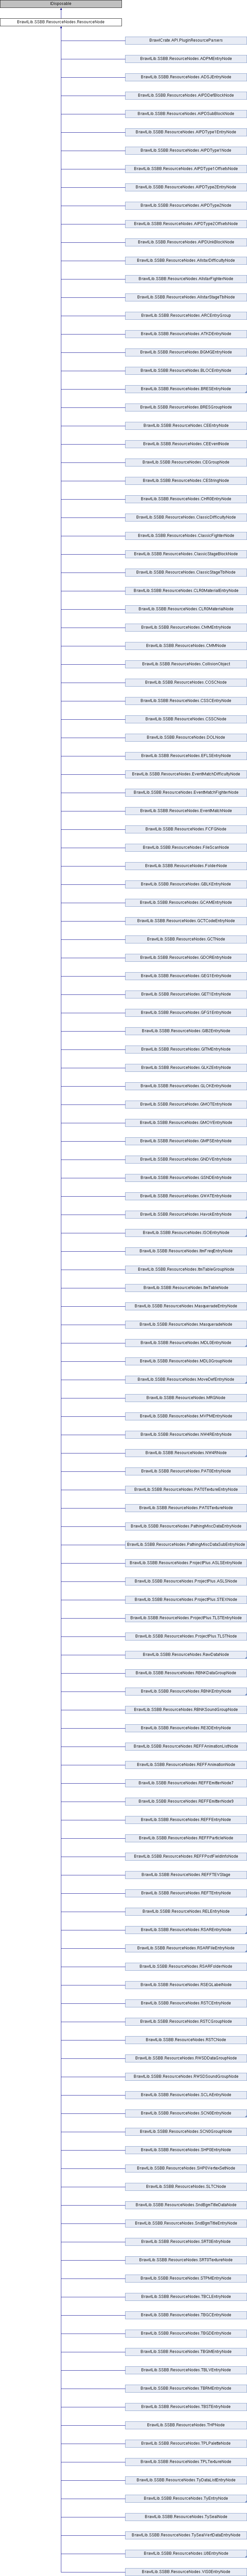 IDisposable
BrawlLib.SSBB.ResourceNodes.ResourceNode
BrawlCrate.API.PluginResourceParsers
BrawlLib.SSBB.ResourceNodes.ADPMEntryNode
BrawlLib.SSBB.ResourceNodes.ADSJEntryNode
BrawlLib.SSBB.ResourceNodes.AIPDDefBlockNode
BrawlLib.SSBB.ResourceNodes.AIPDSubBlockNode
BrawlLib.SSBB.ResourceNodes.AIPDType1EntryNode
BrawlLib.SSBB.ResourceNodes.AIPDType1Node
BrawlLib.SSBB.ResourceNodes.AIPDType1OffsetsNode
BrawlLib.SSBB.ResourceNodes.AIPDType2EntryNode
BrawlLib.SSBB.ResourceNodes.AIPDType2Node
BrawlLib.SSBB.ResourceNodes.AIPDType2OffsetsNode
BrawlLib.SSBB.ResourceNodes.AIPDUnkBlockNode
BrawlLib.SSBB.ResourceNodes.AllstarDifficultyNode
BrawlLib.SSBB.ResourceNodes.AllstarFighterNode
BrawlLib.SSBB.ResourceNodes.AllstarStageTblNode
BrawlLib.SSBB.ResourceNodes.ARCEntryGroup
BrawlLib.SSBB.ResourceNodes.ATKDEntryNode
BrawlLib.SSBB.ResourceNodes.BGMGEntryNode
BrawlLib.SSBB.ResourceNodes.BLOCEntryNode
BrawlLib.SSBB.ResourceNodes.BRESEntryNode
BrawlLib.SSBB.ResourceNodes.BRESGroupNode
BrawlLib.SSBB.ResourceNodes.CEEntryNode
BrawlLib.SSBB.ResourceNodes.CEEventNode
BrawlLib.SSBB.ResourceNodes.CEGroupNode
BrawlLib.SSBB.ResourceNodes.CEStringNode
BrawlLib.SSBB.ResourceNodes.CHR0EntryNode
BrawlLib.SSBB.ResourceNodes.ClassicDifficultyNode
BrawlLib.SSBB.ResourceNodes.ClassicFighterNode
BrawlLib.SSBB.ResourceNodes.ClassicStageBlockNode
BrawlLib.SSBB.ResourceNodes.ClassicStageTblNode
BrawlLib.SSBB.ResourceNodes.CLR0MaterialEntryNode
BrawlLib.SSBB.ResourceNodes.CLR0MaterialNode
BrawlLib.SSBB.ResourceNodes.CMMEntryNode
BrawlLib.SSBB.ResourceNodes.CMMNode
BrawlLib.SSBB.ResourceNodes.CollisionObject
BrawlLib.SSBB.ResourceNodes.COSCNode
BrawlLib.SSBB.ResourceNodes.CSSCEntryNode
BrawlLib.SSBB.ResourceNodes.CSSCNode
BrawlLib.SSBB.ResourceNodes.DOLNode
BrawlLib.SSBB.ResourceNodes.EFLSEntryNode
BrawlLib.SSBB.ResourceNodes.EventMatchDifficultyNode
BrawlLib.SSBB.ResourceNodes.EventMatchFighterNode
BrawlLib.SSBB.ResourceNodes.EventMatchNode
BrawlLib.SSBB.ResourceNodes.FCFGNode
BrawlLib.SSBB.ResourceNodes.FileScanNode
BrawlLib.SSBB.ResourceNodes.FolderNode
BrawlLib.SSBB.ResourceNodes.GBLKEntryNode
BrawlLib.SSBB.ResourceNodes.GCAMEntryNode
BrawlLib.SSBB.ResourceNodes.GCTCodeEntryNode
BrawlLib.SSBB.ResourceNodes.GCTNode
BrawlLib.SSBB.ResourceNodes.GDOREntryNode
BrawlLib.SSBB.ResourceNodes.GEG1EntryNode
BrawlLib.SSBB.ResourceNodes.GET1EntryNode
BrawlLib.SSBB.ResourceNodes.GFG1EntryNode
BrawlLib.SSBB.ResourceNodes.GIB2EntryNode
BrawlLib.SSBB.ResourceNodes.GITMEntryNode
BrawlLib.SSBB.ResourceNodes.GLK2EntryNode
BrawlLib.SSBB.ResourceNodes.GLOKEntryNode
BrawlLib.SSBB.ResourceNodes.GMOTEntryNode
BrawlLib.SSBB.ResourceNodes.GMOVEntryNode
BrawlLib.SSBB.ResourceNodes.GMPSEntryNode
BrawlLib.SSBB.ResourceNodes.GNDVEntryNode
BrawlLib.SSBB.ResourceNodes.GSNDEntryNode
BrawlLib.SSBB.ResourceNodes.GWATEntryNode
BrawlLib.SSBB.ResourceNodes.HavokEntryNode
BrawlLib.SSBB.ResourceNodes.ISOEntryNode
BrawlLib.SSBB.ResourceNodes.ItmFreqEntryNode
BrawlLib.SSBB.ResourceNodes.ItmTableGroupNode
BrawlLib.SSBB.ResourceNodes.ItmTableNode
BrawlLib.SSBB.ResourceNodes.MasqueradeEntryNode
BrawlLib.SSBB.ResourceNodes.MasqueradeNode
BrawlLib.SSBB.ResourceNodes.MDL0EntryNode
BrawlLib.SSBB.ResourceNodes.MDL0GroupNode
BrawlLib.SSBB.ResourceNodes.MoveDefEntryNode
BrawlLib.SSBB.ResourceNodes.MRGNode
BrawlLib.SSBB.ResourceNodes.MVPMEntryNode
BrawlLib.SSBB.ResourceNodes.NW4REntryNode
BrawlLib.SSBB.ResourceNodes.NW4RNode
BrawlLib.SSBB.ResourceNodes.PAT0EntryNode
BrawlLib.SSBB.ResourceNodes.PAT0TextureEntryNode
BrawlLib.SSBB.ResourceNodes.PAT0TextureNode
BrawlLib.SSBB.ResourceNodes.PathingMiscDataEntryNode
BrawlLib.SSBB.ResourceNodes.PathingMiscDataSubEntryNode
BrawlLib.SSBB.ResourceNodes.ProjectPlus.ASLSEntryNode
BrawlLib.SSBB.ResourceNodes.ProjectPlus.ASLSNode
BrawlLib.SSBB.ResourceNodes.ProjectPlus.STEXNode
BrawlLib.SSBB.ResourceNodes.ProjectPlus.TLSTEntryNode
BrawlLib.SSBB.ResourceNodes.ProjectPlus.TLSTNode
BrawlLib.SSBB.ResourceNodes.RawDataNode
BrawlLib.SSBB.ResourceNodes.RBNKDataGroupNode
BrawlLib.SSBB.ResourceNodes.RBNKEntryNode
BrawlLib.SSBB.ResourceNodes.RBNKSoundGroupNode
BrawlLib.SSBB.ResourceNodes.RE3DEntryNode
BrawlLib.SSBB.ResourceNodes.REFFAnimationListNode
BrawlLib.SSBB.ResourceNodes.REFFAnimationNode
BrawlLib.SSBB.ResourceNodes.REFFEmitterNode7
BrawlLib.SSBB.ResourceNodes.REFFEmitterNode9
BrawlLib.SSBB.ResourceNodes.REFFEntryNode
BrawlLib.SSBB.ResourceNodes.REFFParticleNode
BrawlLib.SSBB.ResourceNodes.REFFPostFieldInfoNode
BrawlLib.SSBB.ResourceNodes.REFFTEVStage
BrawlLib.SSBB.ResourceNodes.REFTEntryNode
BrawlLib.SSBB.ResourceNodes.RELEntryNode
BrawlLib.SSBB.ResourceNodes.RSAREntryNode
BrawlLib.SSBB.ResourceNodes.RSARFileEntryNode
BrawlLib.SSBB.ResourceNodes.RSARFolderNode
BrawlLib.SSBB.ResourceNodes.RSEQLabelNode
BrawlLib.SSBB.ResourceNodes.RSTCEntryNode
BrawlLib.SSBB.ResourceNodes.RSTCGroupNode
BrawlLib.SSBB.ResourceNodes.RSTCNode
BrawlLib.SSBB.ResourceNodes.RWSDDataGroupNode
BrawlLib.SSBB.ResourceNodes.RWSDSoundGroupNode
BrawlLib.SSBB.ResourceNodes.SCLAEntryNode
BrawlLib.SSBB.ResourceNodes.SCN0EntryNode
BrawlLib.SSBB.ResourceNodes.SCN0GroupNode
BrawlLib.SSBB.ResourceNodes.SHP0EntryNode
BrawlLib.SSBB.ResourceNodes.SHP0VertexSetNode
BrawlLib.SSBB.ResourceNodes.SLTCNode
BrawlLib.SSBB.ResourceNodes.SndBgmTitleDataNode
BrawlLib.SSBB.ResourceNodes.SndBgmTitleEntryNode
BrawlLib.SSBB.ResourceNodes.SRT0EntryNode
BrawlLib.SSBB.ResourceNodes.SRT0TextureNode
BrawlLib.SSBB.ResourceNodes.STPMEntryNode
BrawlLib.SSBB.ResourceNodes.TBCLEntryNode
BrawlLib.SSBB.ResourceNodes.TBGCEntryNode
BrawlLib.SSBB.ResourceNodes.TBGDEntryNode
BrawlLib.SSBB.ResourceNodes.TBGMEntryNode
BrawlLib.SSBB.ResourceNodes.TBLVEntryNode
BrawlLib.SSBB.ResourceNodes.TBRMEntryNode
BrawlLib.SSBB.ResourceNodes.TBSTEntryNode
BrawlLib.SSBB.ResourceNodes.THPNode
BrawlLib.SSBB.ResourceNodes.TPLPaletteNode
BrawlLib.SSBB.ResourceNodes.TPLTextureNode
BrawlLib.SSBB.ResourceNodes.TyDataListEntryNode
BrawlLib.SSBB.ResourceNodes.TyEntryNode
BrawlLib.SSBB.ResourceNodes.TySealNode
BrawlLib.SSBB.ResourceNodes.TySealVertDataEntryNode
BrawlLib.SSBB.ResourceNodes.U8EntryNode
BrawlLib.SSBB.ResourceNodes.VIS0EntryNode